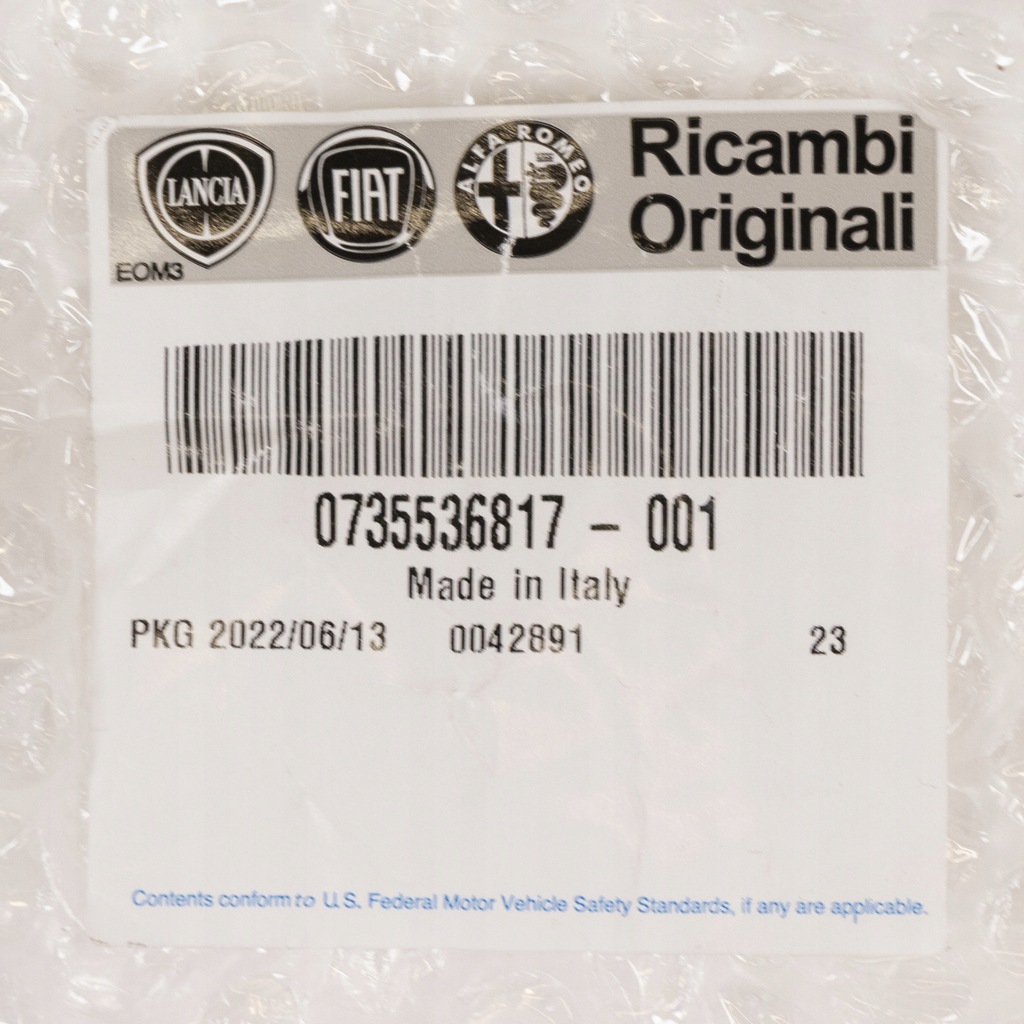 LANCIA
FIAT
ALFA ROMEO
Ricambi
Originali
EOM3
0735536817 – 001
Made in Italy
PKG 2022/06/13 0042891 23
Contents conform to U.S. Federal Motor Vehicle Safety Standards, if any are applicable.